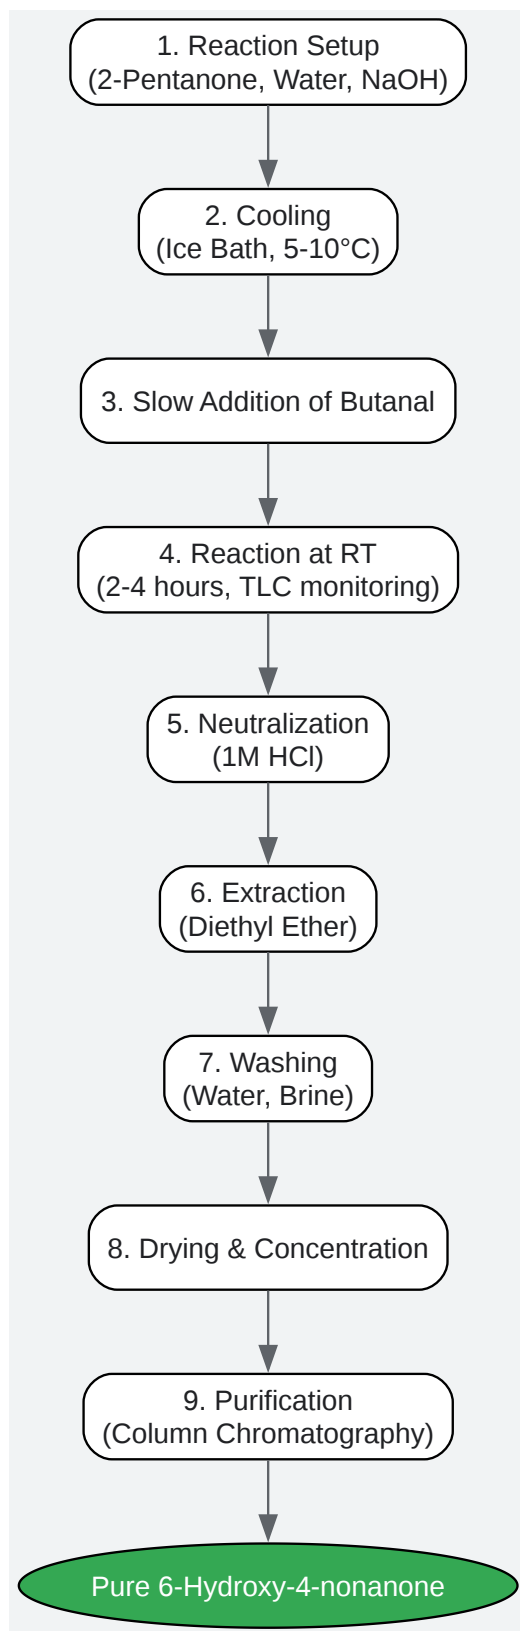 1. Reaction Setup
(2-Pentanone, Water, NaOH)
2. Cooling
(Ice Bath, 5-10°C)
3. Slow Addition of Butanal
4. Reaction at RT
(2-4 hours, TLC monitoring)
5. Neutralization
(1M HCl)
6. Extraction
(Diethyl Ether)
7. Washing
(Water, Brine)
8. Drying & Concentration
9. Purification
(Column Chromatography)
Pure 6-Hydroxy-4-nonanone